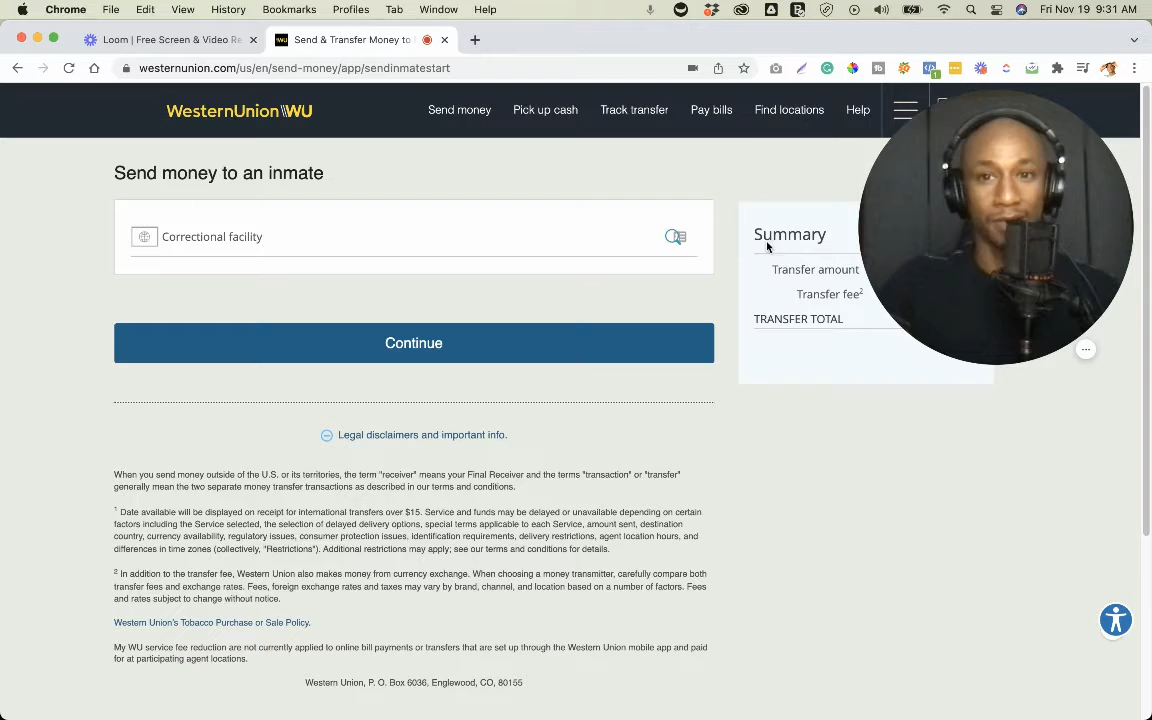 Chrome File Edit View History Bookmarks Profiles Tab Window Help Fri Nov 19 9:31 AM
Loom | Free Screen & Video Re
Send & Transfer Money to
westernunion.com/us/en/send-money/app/sendinmatestart
WesternUnion WU Send money Pick up cash Track transfer Pay bills Find locations Help
Send money to an inmate
Correctional facility
Continue
Summary
Transfer amount
Transfer fee2
TRANSFER TOTAL
Legal disclaimers and important info.
When you send money outside of the U.S. or its territories, the term "receiver" means your Final Receiver and the terms "transaction" or "transfer"
generally mean the two separate money transfer transactions as described in our terms and conditions.
1 Date available will be displayed on receipt for international transfers over $15. Service and funds may be delayed or unavailable depending on certain
factors including the Service selected, the selection of delayed delivery options, special terms applicable to each Service, amount sent, destination
country, currency availability, regulatory issues, consumer protection issues, identification requirements, delivery restrictions, agent location hours, and
differences in time zones (collectively, "Restrictions"). Additional restrictions may apply; see our terms and conditions for details.
2 In addition to the transfer fee, Western Union also makes money from currency exchange. When choosing a money transmitter, carefully compare both
transfer fees and exchange rates. Fees, foreign exchange rates and taxes may vary by brand, channel, and location based on a number of factors. Fees
and rates subject to change without notice.
Western Union's Tobacco Purchase or Sale Policy.
My WU service fee reduction are not currently applied to online bill payments or transfers that are set up through the Western Union mobile app and paid
for at participating agent locations.
Western Union, P. O. Box 6036, Englewood, CO, 80155